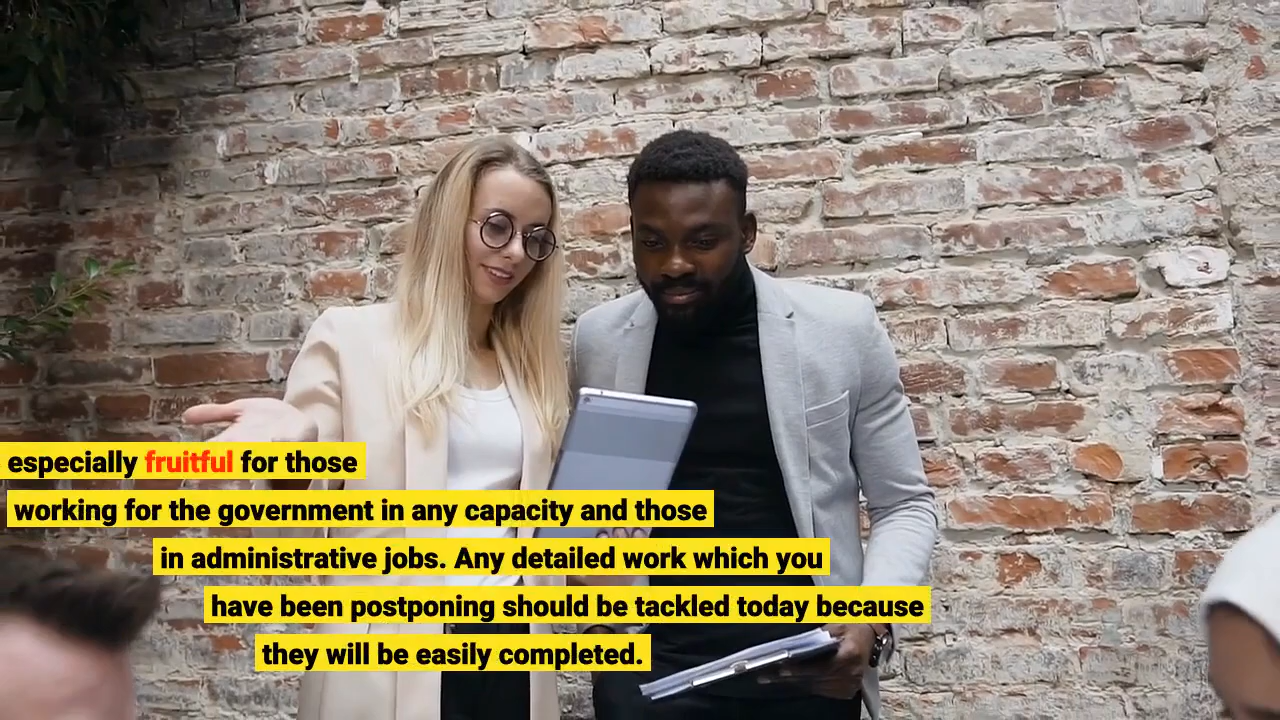 especially fruitful for those
working for the government in any capacity and those
in administrative jobs. Any detailed work which you
have been postponing should be tackled today because
they will be easily completed.